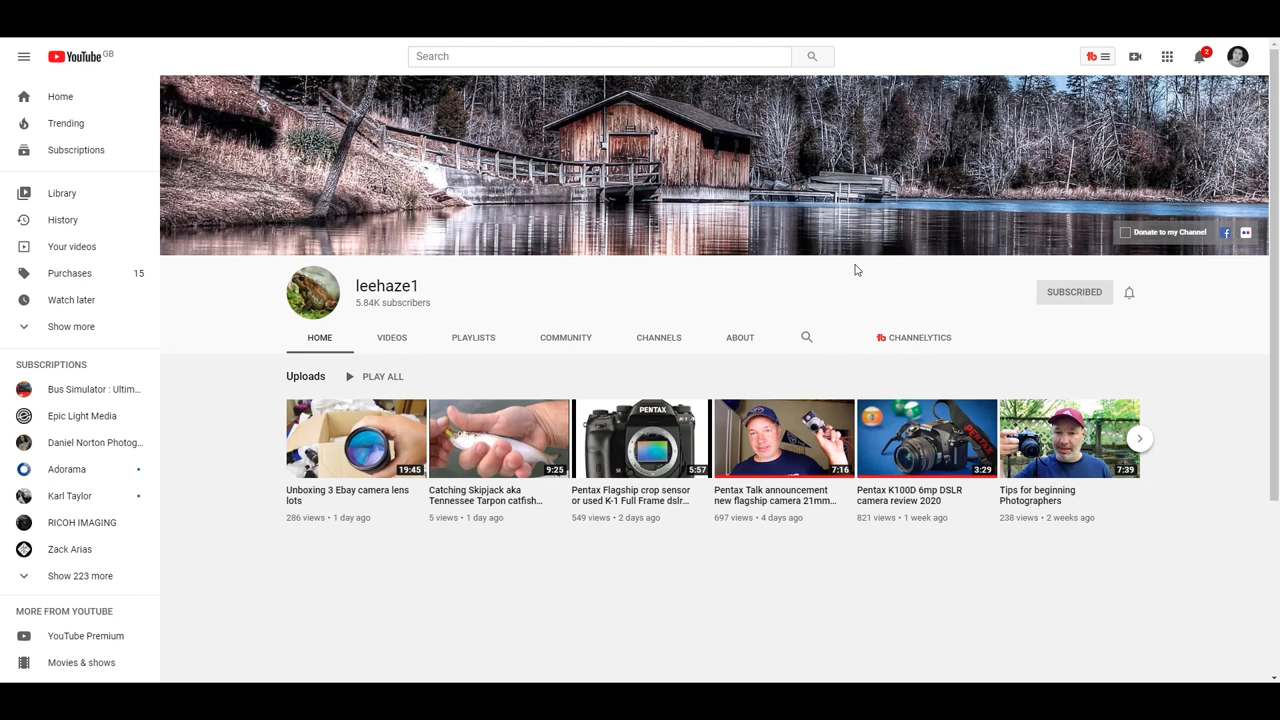 YouTube GB
Search
2
Home
Trending
Subscriptions
Library
History
Your videos
Purchases 15
Watch later
Show more
SUBSCRIPTIONS
Bus Simulator : Ultim...
Epic Light Media
Daniel Norton Photog...
Adorama
Karl Taylor
RICOH IMAGING
Zack Arias
Show 223 more
MORE FROM YOUTUBE
YouTube Premium
Movies & shows
Donate to my Channel
leehaze1
5.84K subscribers
SUBSCRIBED
HOME VIDEOS PLAYLISTS COMMUNITY CHANNELS ABOUT CHANNELYTICS
Uploads PLAY ALL
PENTAX
19:45 9:25 5:57 7:16 3:29 7:39
Unboxing 3 Ebay camera lens
lots
286 views • 1 day ago
Catching Skipjack aka
Tennessee Tarpon catfish...
5 views • 1 day ago
Pentax Flagship crop sensor
or used K-1 Full Frame dslr...
549 views • 2 days ago
Pentax Talk announcement
new flagship camera 21mm...
697 views • 4 days ago
Pentax K100D 6mp DSLR
camera review 2020
821 views • 1 week ago
Tips for beginning
Photographers
238 views • 2 weeks ago